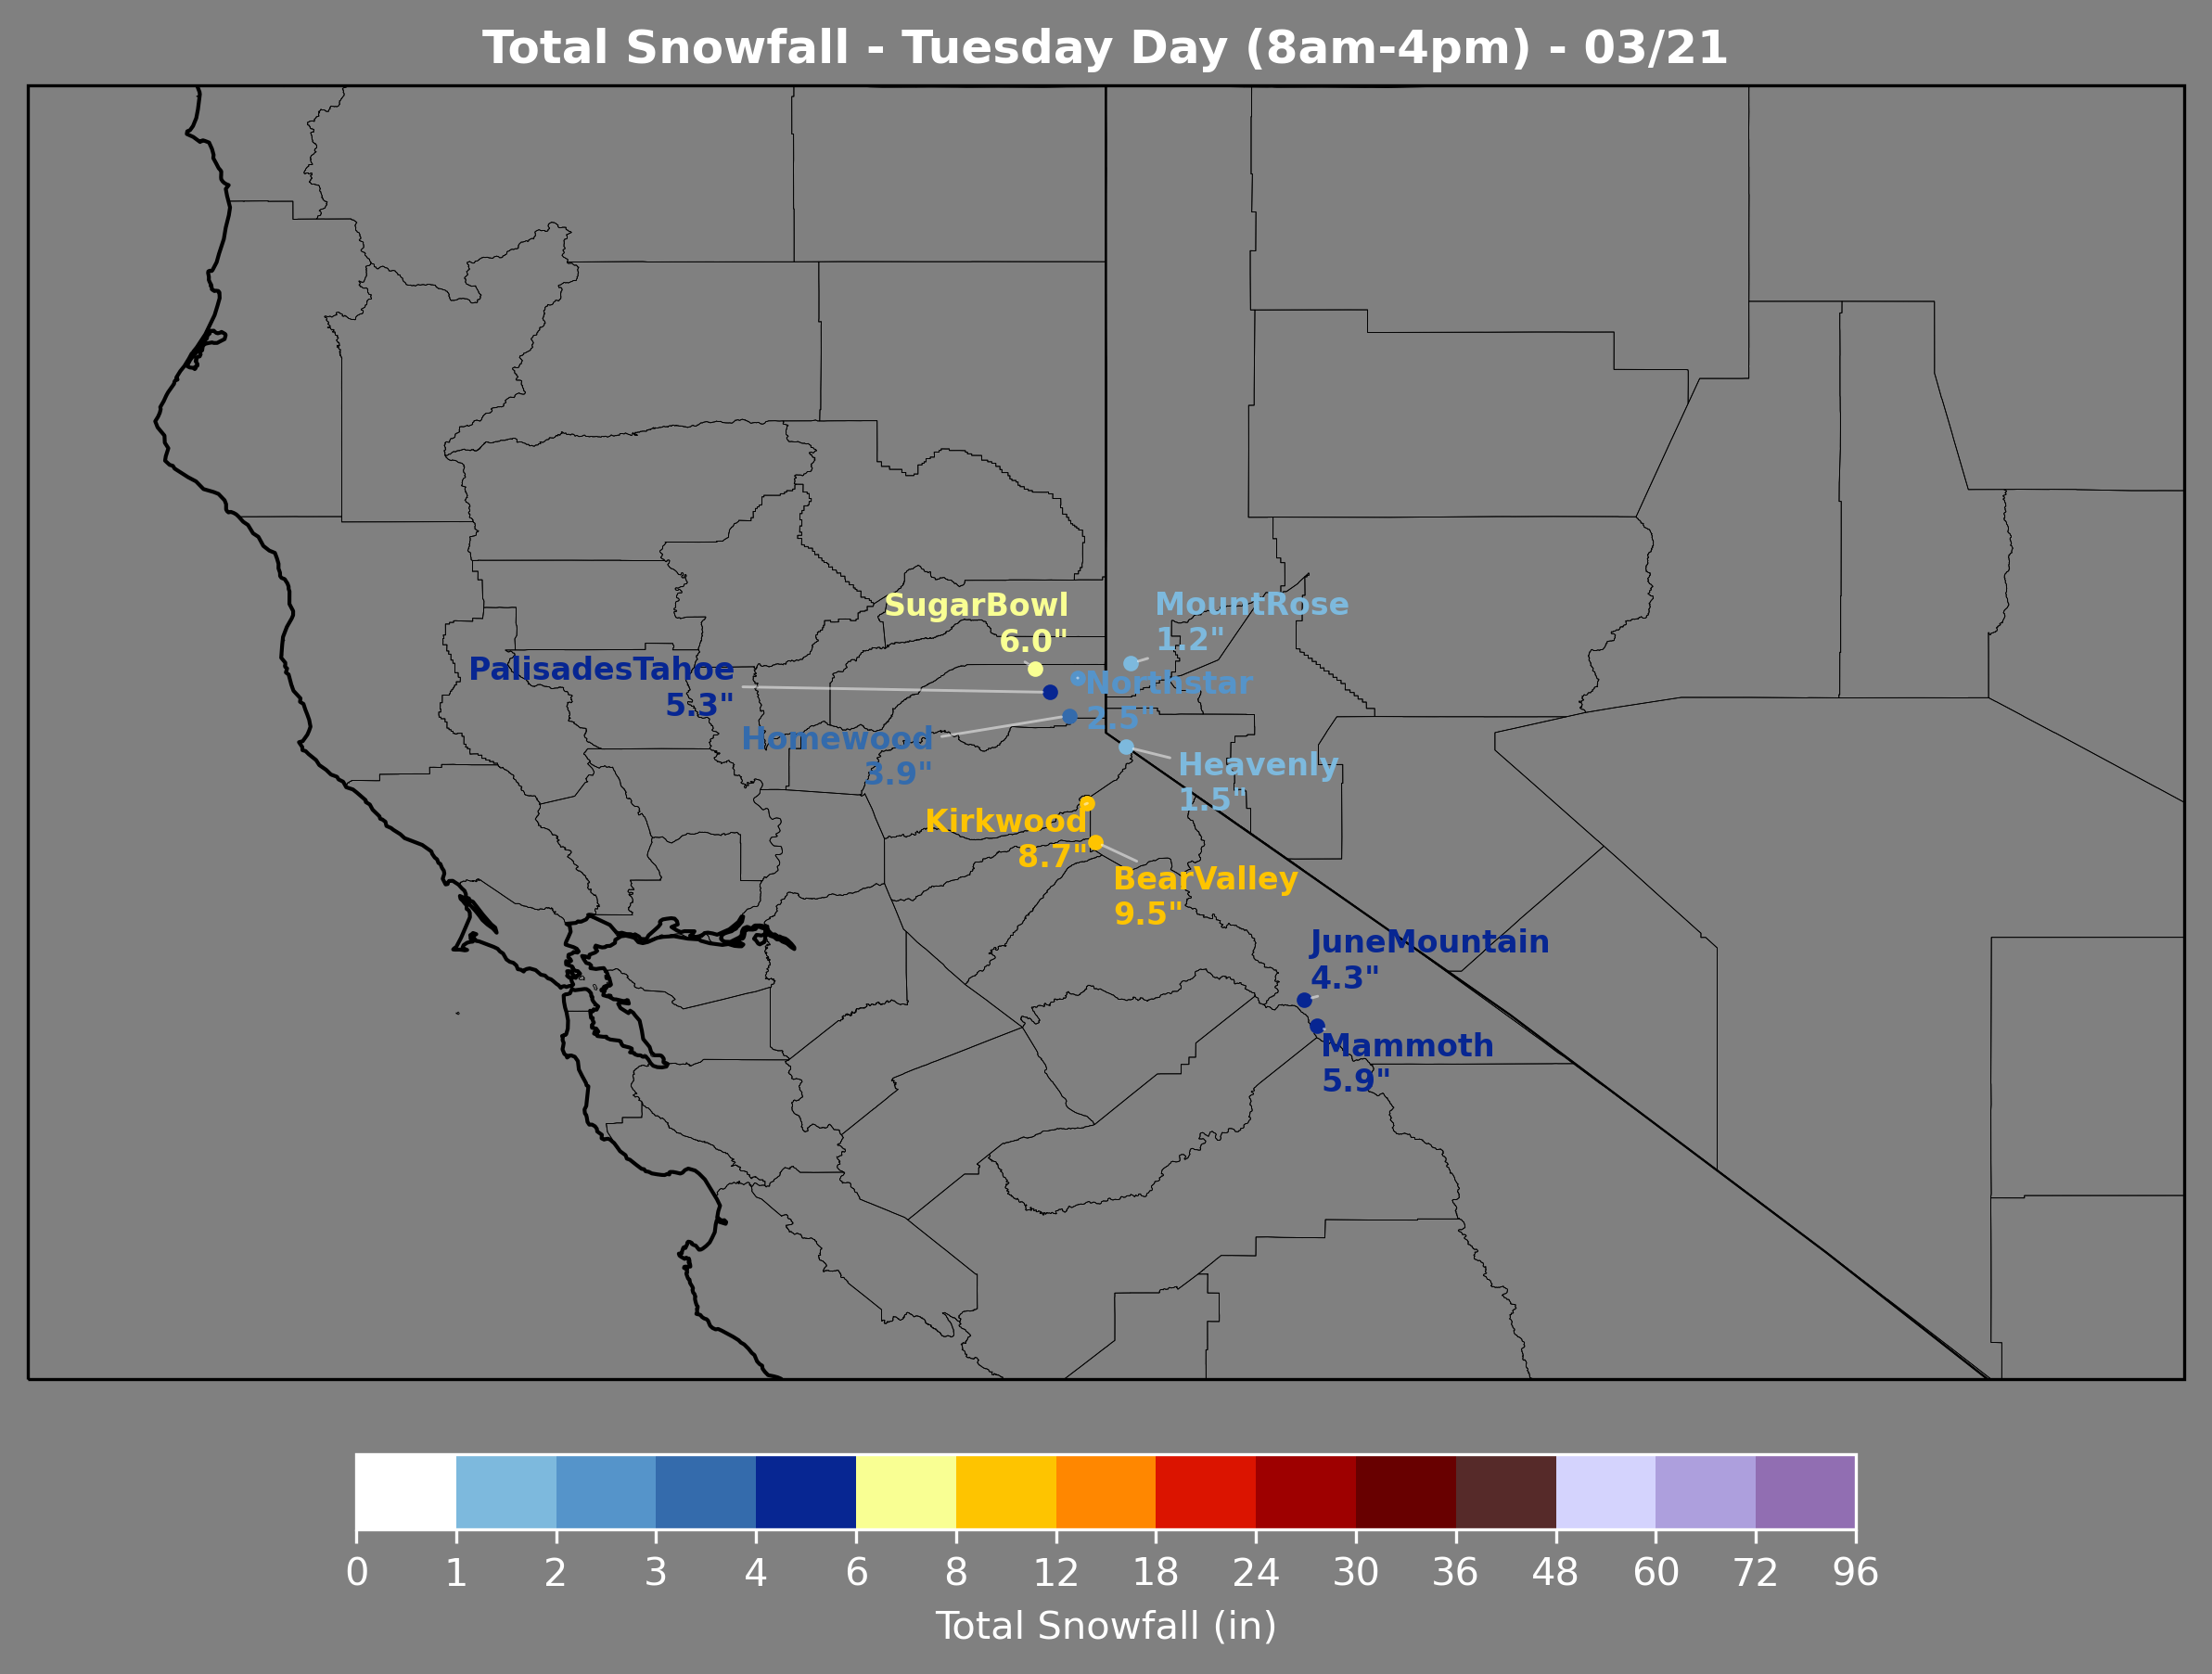 Total Snowfall - Tuesday Day (8am-4pm) - 03/21
SugarBowl
6.0"
MountRose
1.2"
PalisadesTahoe
5.3"
Northstar
2.5"
Homewood
3.9"
Heavenly
1.5"
Kirkwood
8.7"
BearValley
9.5"
JuneMountain
4.3"
Mammoth
5.9"
0 1 2 3 4 6 8 12 18 24 30 36 48 60 72 96
Total Snowfall (in)